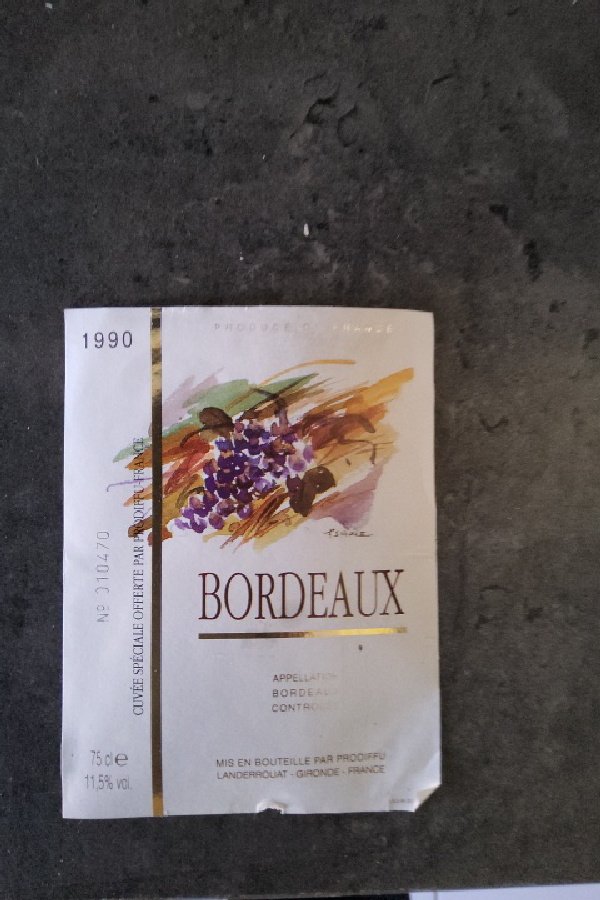 1990
PRODUCE OF FRANCE
CUVÉE SPÉCIALE OFFERTE PAR PRODIFFU-FRANCE
Nº 010470
BORDEAUX
APPELLATION
BORDEAUX
CONTROLÉE
75 cl e
11,5% vol.
MIS EN BOUTEILLE PAR PRODIFFU
LANDERROUAT - GIRONDE - FRANCE